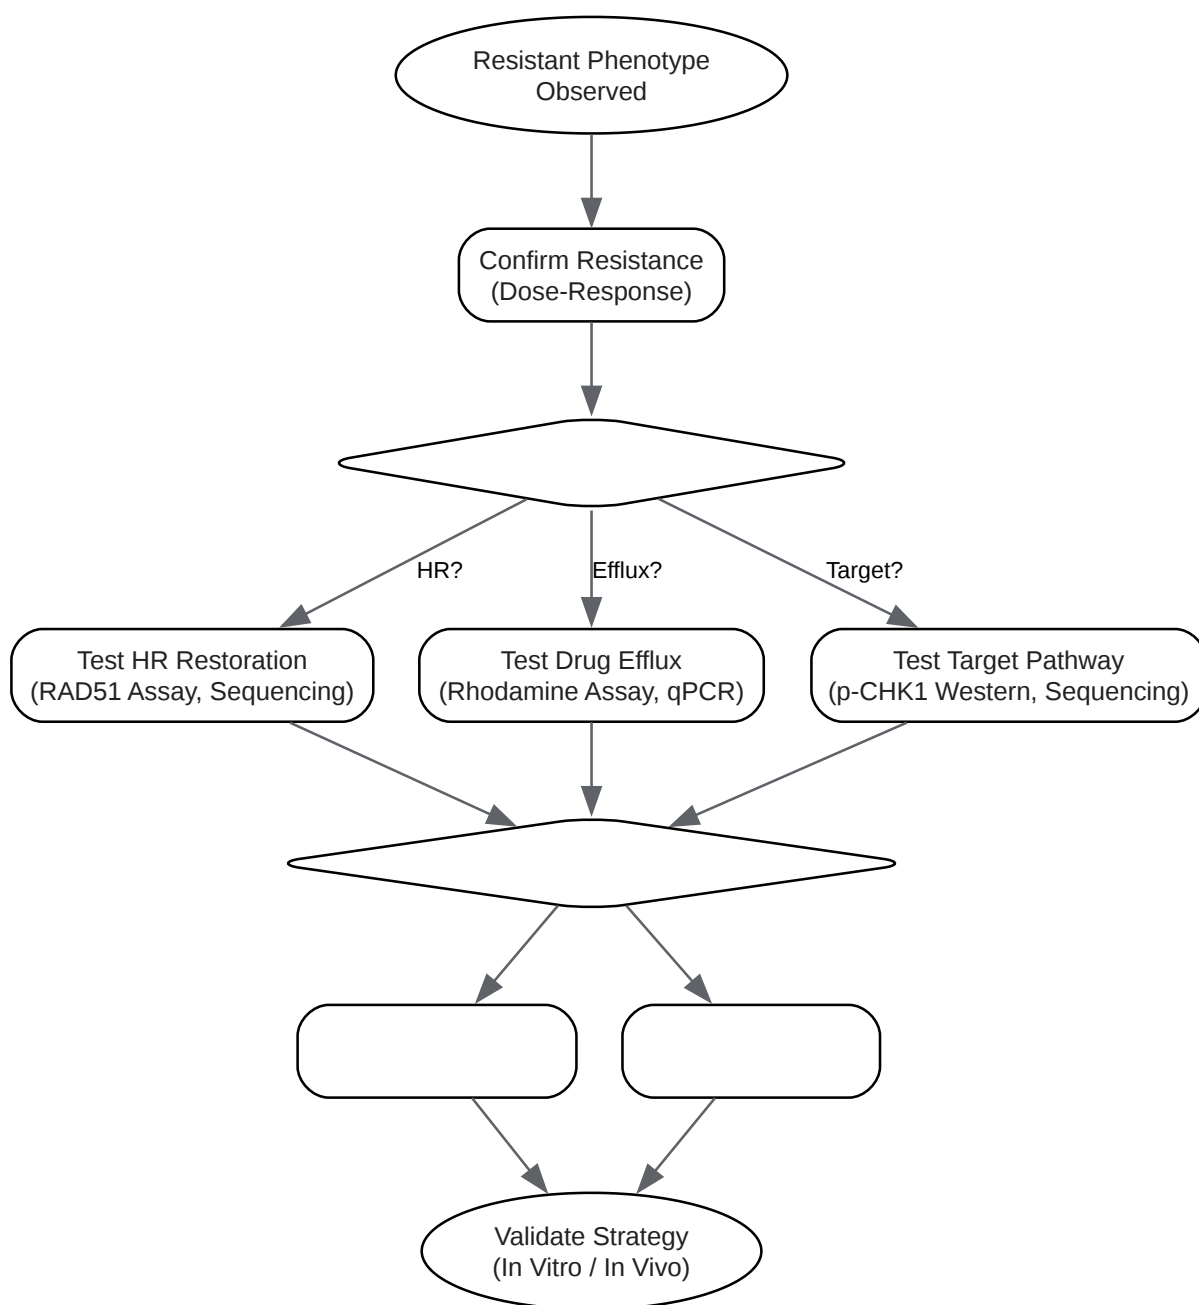 Resistant Phenotype
Observed
Confirm Resistance
(Dose-Response)
HR?
Efflux?
Target?
Test HR Restoration
(RAD51 Assay, Sequencing)
Test Drug Efflux
(Rhodamine Assay, qPCR)
Test Target Pathway
(p-CHK1 Western, Sequencing)
Validate Strategy
(In Vitro / In Vivo)